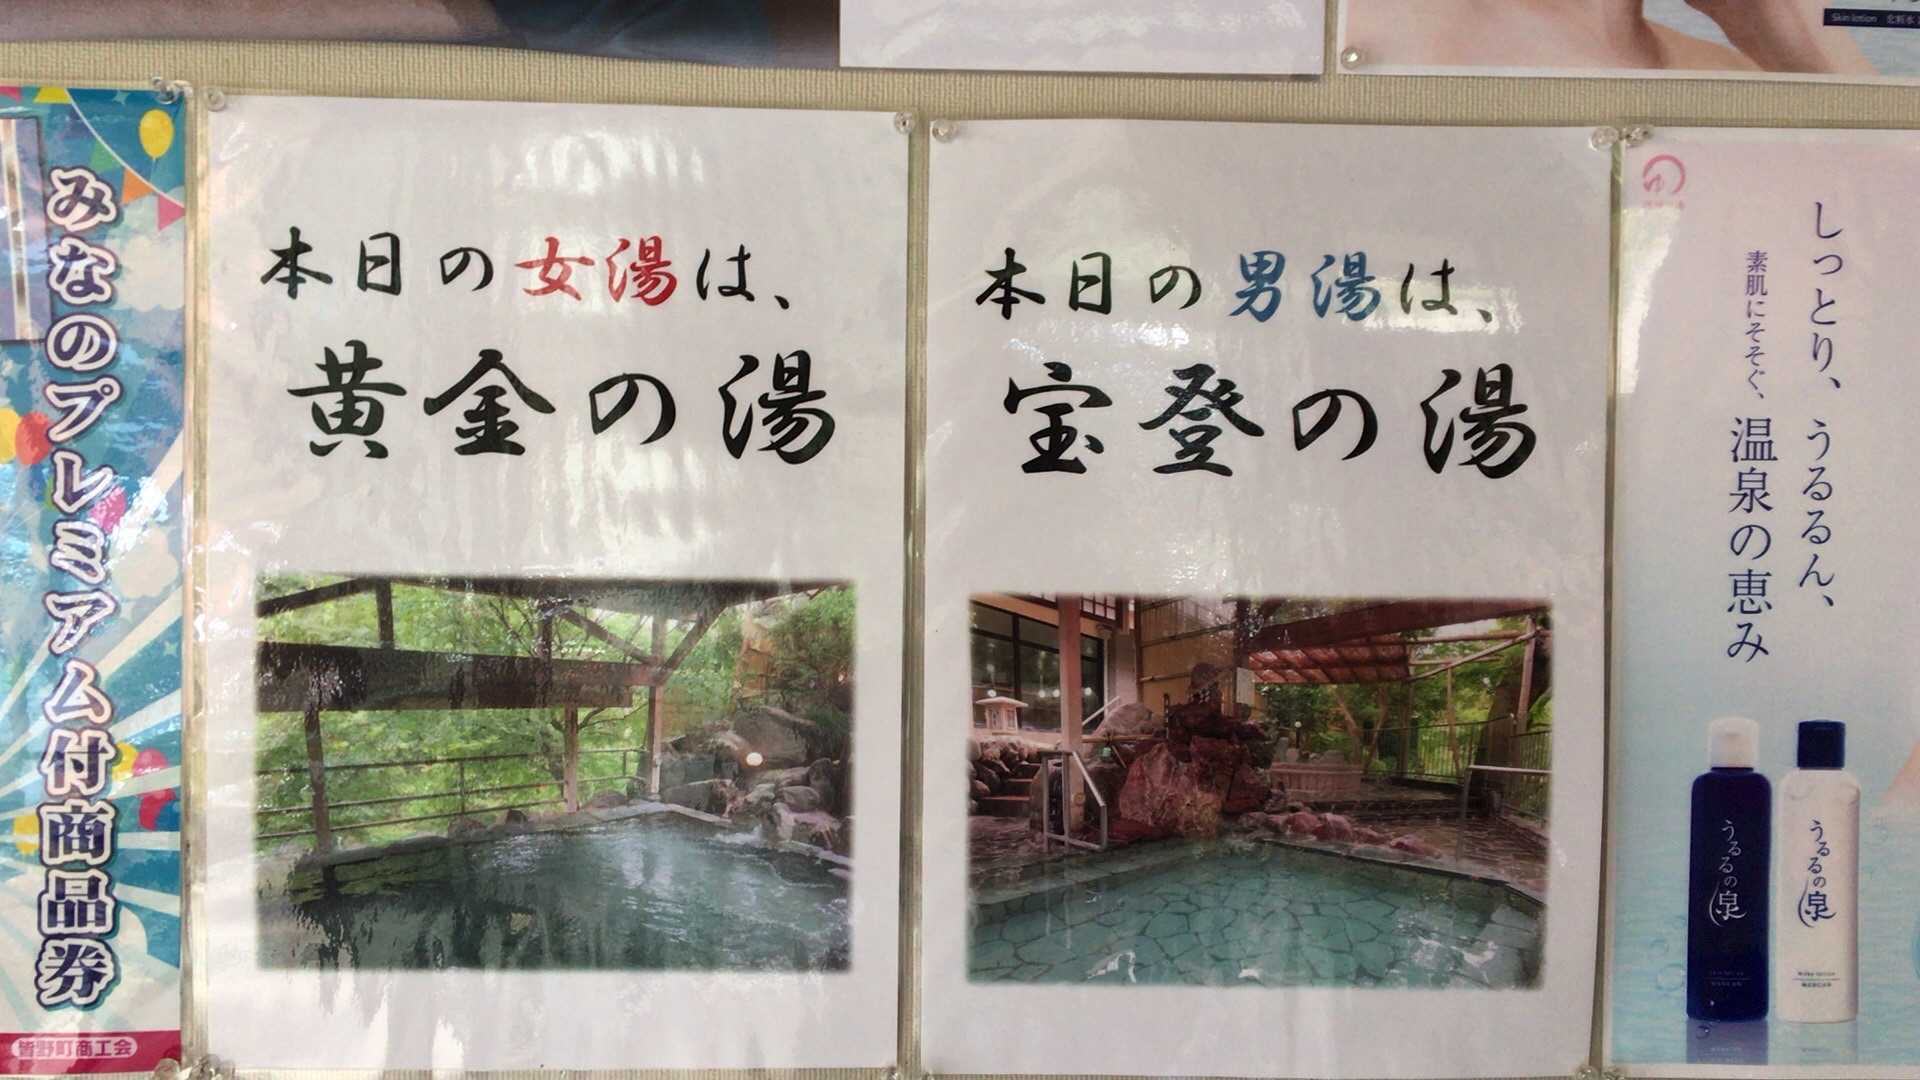 みなのプレミアム付商品券
皆野町商工会
本日の女湯は、
黄金の湯
本日の男湯は、
宝登の湯
Skin lotion
ゆ
しっとり、うるるん、
素肌にそそぐ、温泉の恵み
うるるの泉
うるるの泉